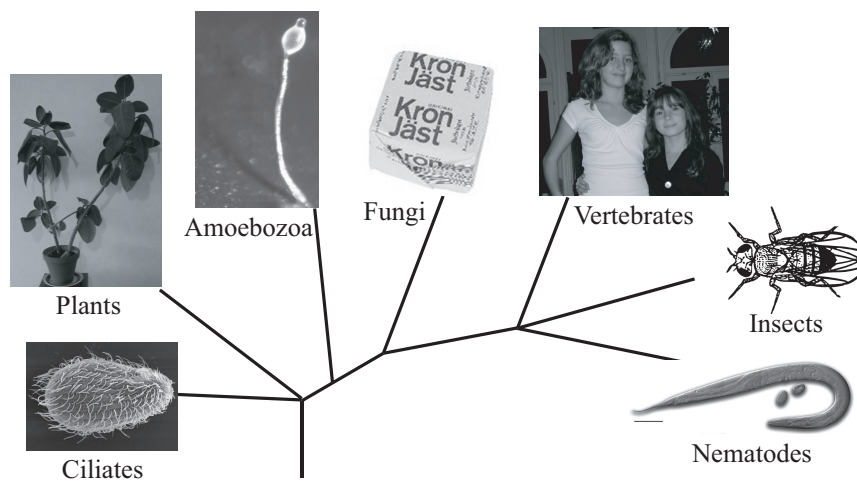 Kron
Jäst
Kron
Jäst
Kron
Plants
Amoebozoa
Fungi
Vertebrates
Insects
Ciliates
Nematodes